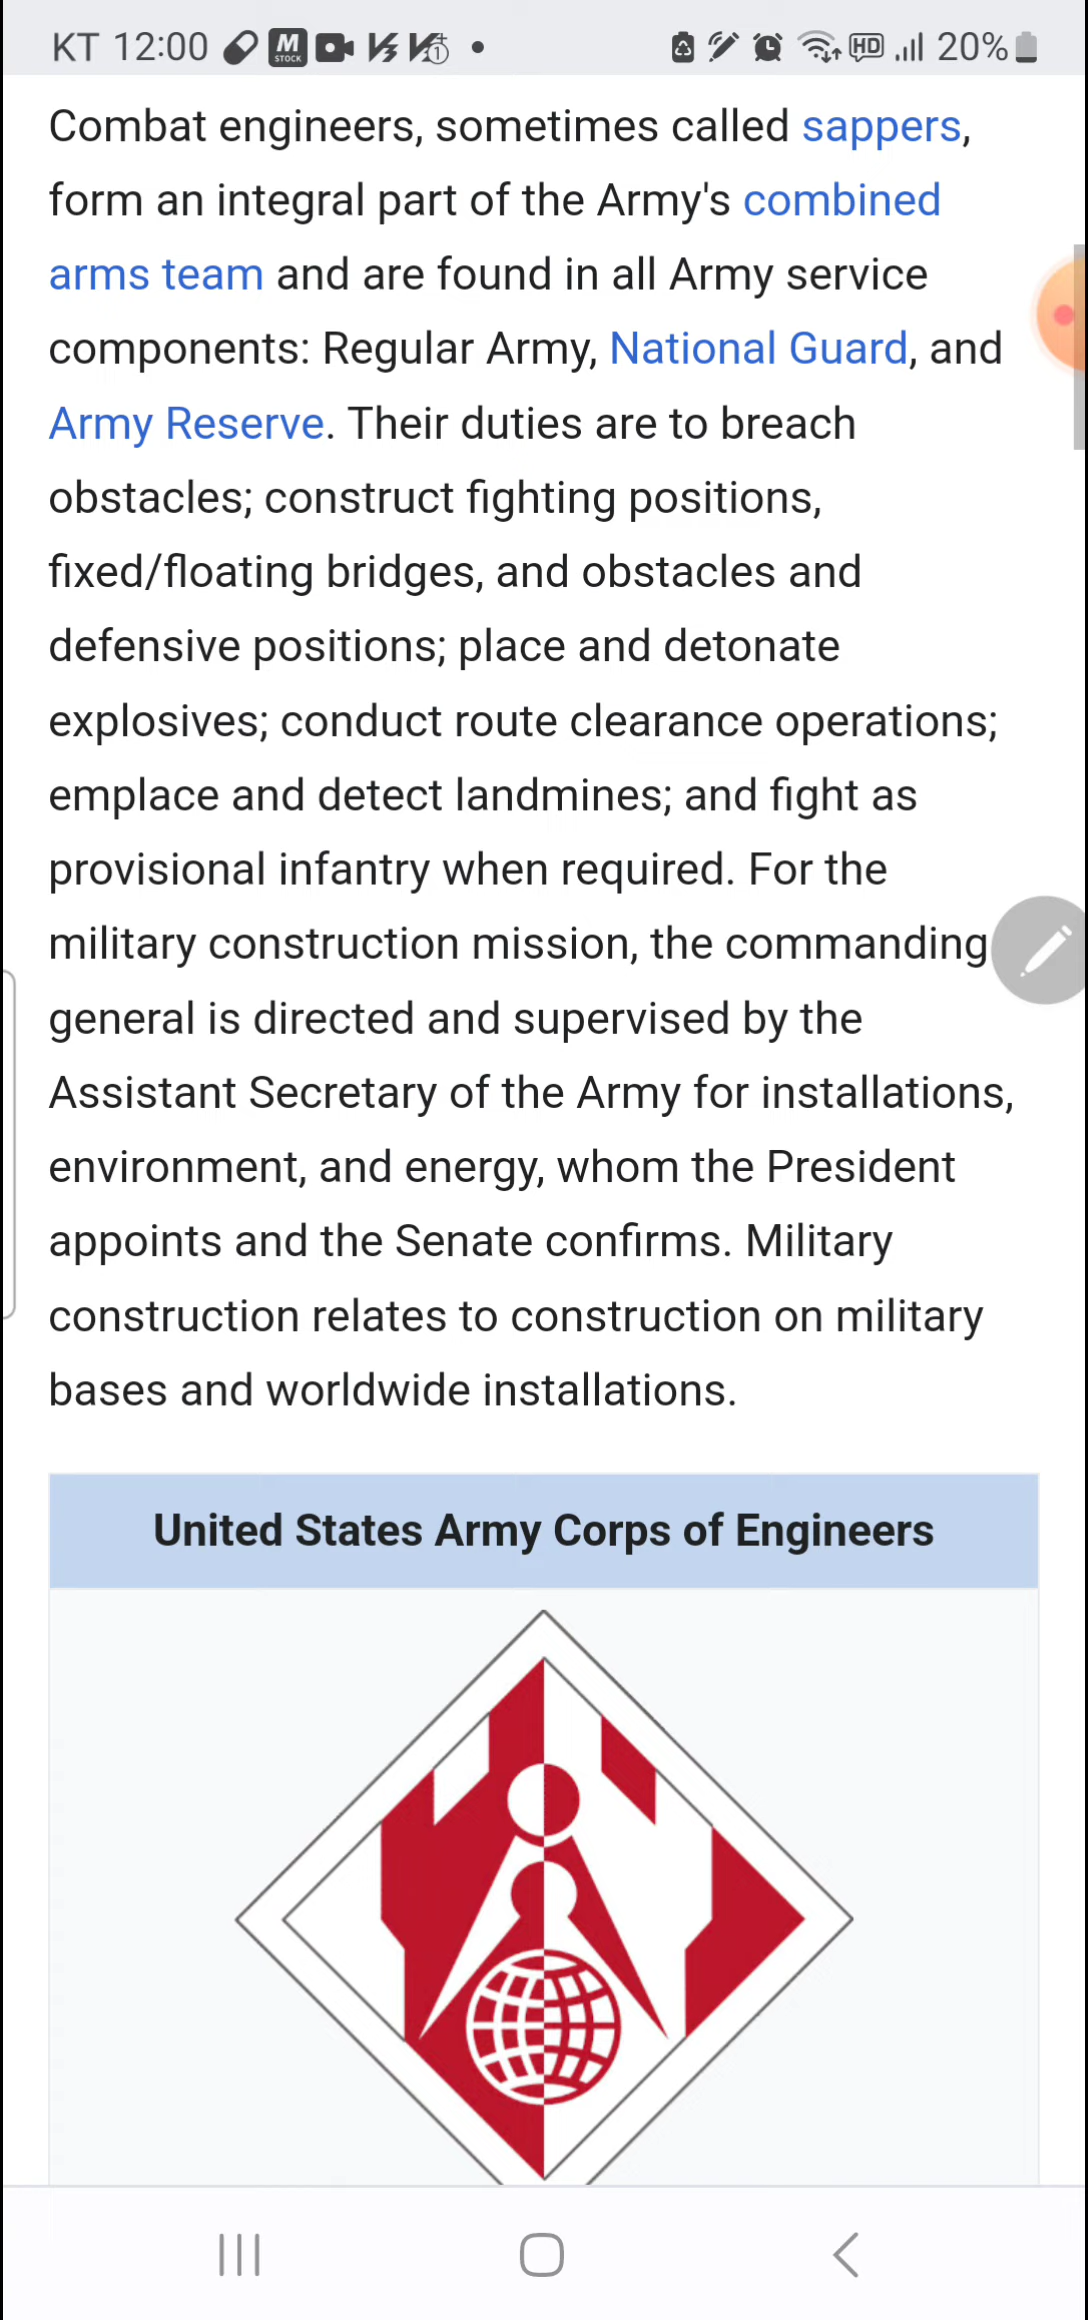 KT 12:00 M STOCK 1 HD 20%
Combat engineers, sometimes called sappers,
form an integral part of the Army's combined
arms team and are found in all Army service
components: Regular Army, National Guard, and
Army Reserve. Their duties are to breach
obstacles; construct fighting positions,
fixed/floating bridges, and obstacles and
defensive positions; place and detonate
explosives; conduct route clearance operations;
emplace and detect landmines; and fight as
provisional infantry when required. For the
military construction mission, the commanding
general is directed and supervised by the
Assistant Secretary of the Army for installations,
environment, and energy, whom the President
appoints and the Senate confirms. Military
construction relates to construction on military
bases and worldwide installations.
United States Army Corps of Engineers